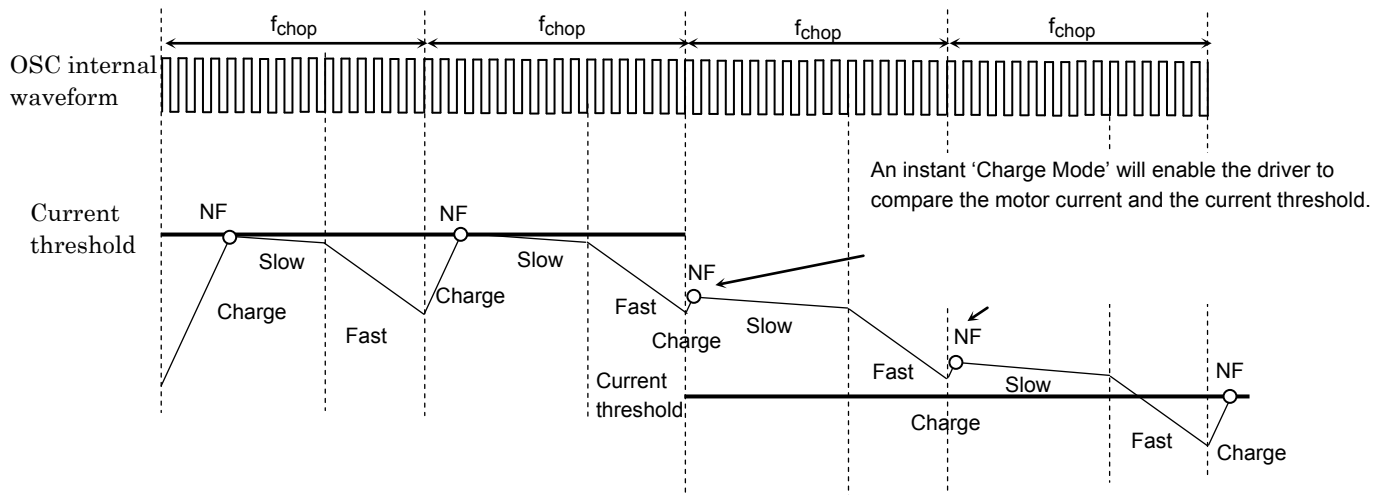 fchop fchop fchop fchop
OSC internal
waveform
An instant ‘Charge Mode’ will enable the driver to
compare the motor current and the current threshold.
Current
threshold
NF
NF
Slow
Slow
Charge
Charge
Fast
Fast
NF
Charge
Slow
NF
Fast
Slow
NF
Current
threshold
Charge
Fast
Charge